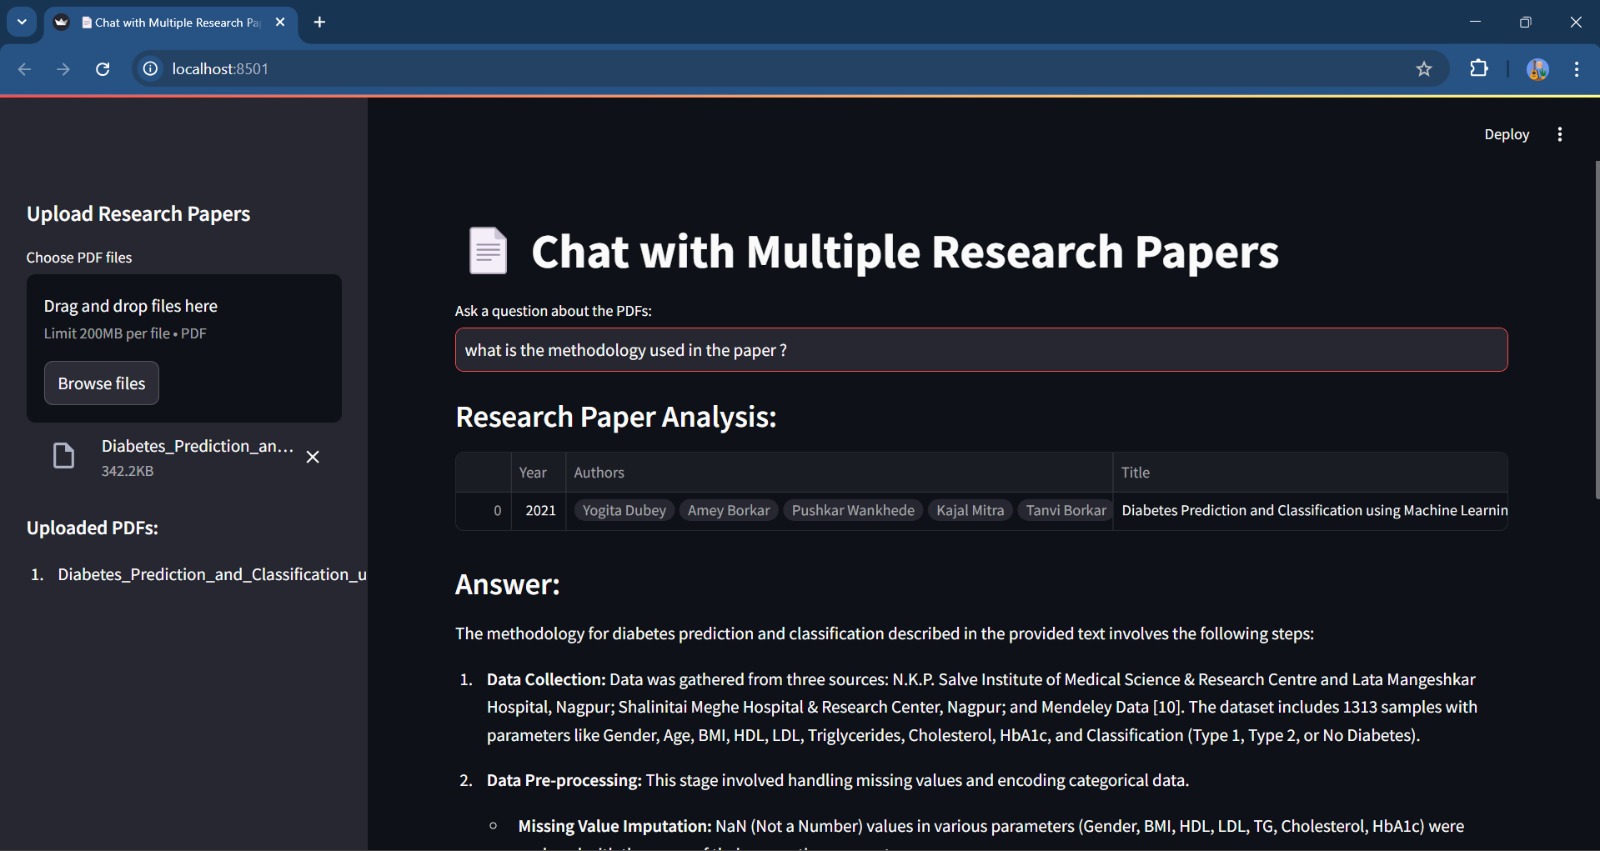 Chat with Multiple Research Pa
localhost:8501
Deploy
Upload Research Papers
Choose PDF files
Drag and drop files here
Limit 200MB per file • PDF
Browse files
Diabetes_Prediction_an...
342.2KB
Uploaded PDFs:
1. Diabetes_Prediction_and_Classification_u
Chat with Multiple Research Papers
Ask a question about the PDFs:
what is the methodology used in the paper ?
Research Paper Analysis:
Year Authors Title
0 2021 Yogita Dubey Amey Borkar Pushkar Wankhede Kajal Mitra Tanvi Borkar Diabetes Prediction and Classification using Machine Learnin
Answer:
The methodology for diabetes prediction and classification described in the provided text involves the following steps:
1. Data Collection: Data was gathered from three sources: N.K.P. Salve Institute of Medical Science & Research Centre and Lata Mangeshkar
Hospital, Nagpur; Shalinitai Meghe Hospital & Research Center, Nagpur; and Mendeley Data [10]. The dataset includes 1313 samples with
parameters like Gender, Age, BMI, HDL, LDL, Triglycerides, Cholesterol, HbA1c, and Classification (Type 1, Type 2, or No Diabetes).
2. Data Pre-processing: This stage involved handling missing values and encoding categorical data.
○ Missing Value Imputation: NaN (Not a Number) values in various parameters (Gender, BMI, HDL, LDL, TG, Cholesterol, HbA1c) were